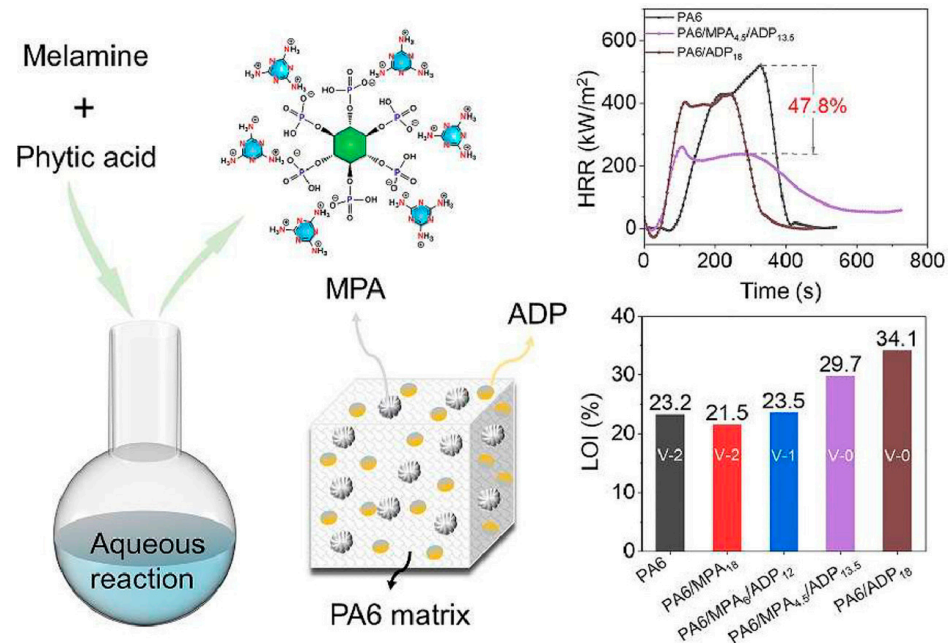 Melamine
+
Phytic acid
Aqueous
reaction
MPA
ADP
PA6 matrix
PA6
PA6/MPA₄.₅/ADP₁₃.₅
PA6/ADP₁₈
47.8%
HRR (kW/m²)
600
400
200
0
0 200 400 600 800
Time (s)
LOI (%)
40
30
20
10
0
23.2 21.5 23.5 29.7 34.1
V-2 V-2 V-1 V-0 V-0
PA6
PA6/MPA₁₈
PA6/MPA₆/ADP₁₂
PA6/MPA₄.₅/ADP₁₃.₅
PA6/ADP₁₈